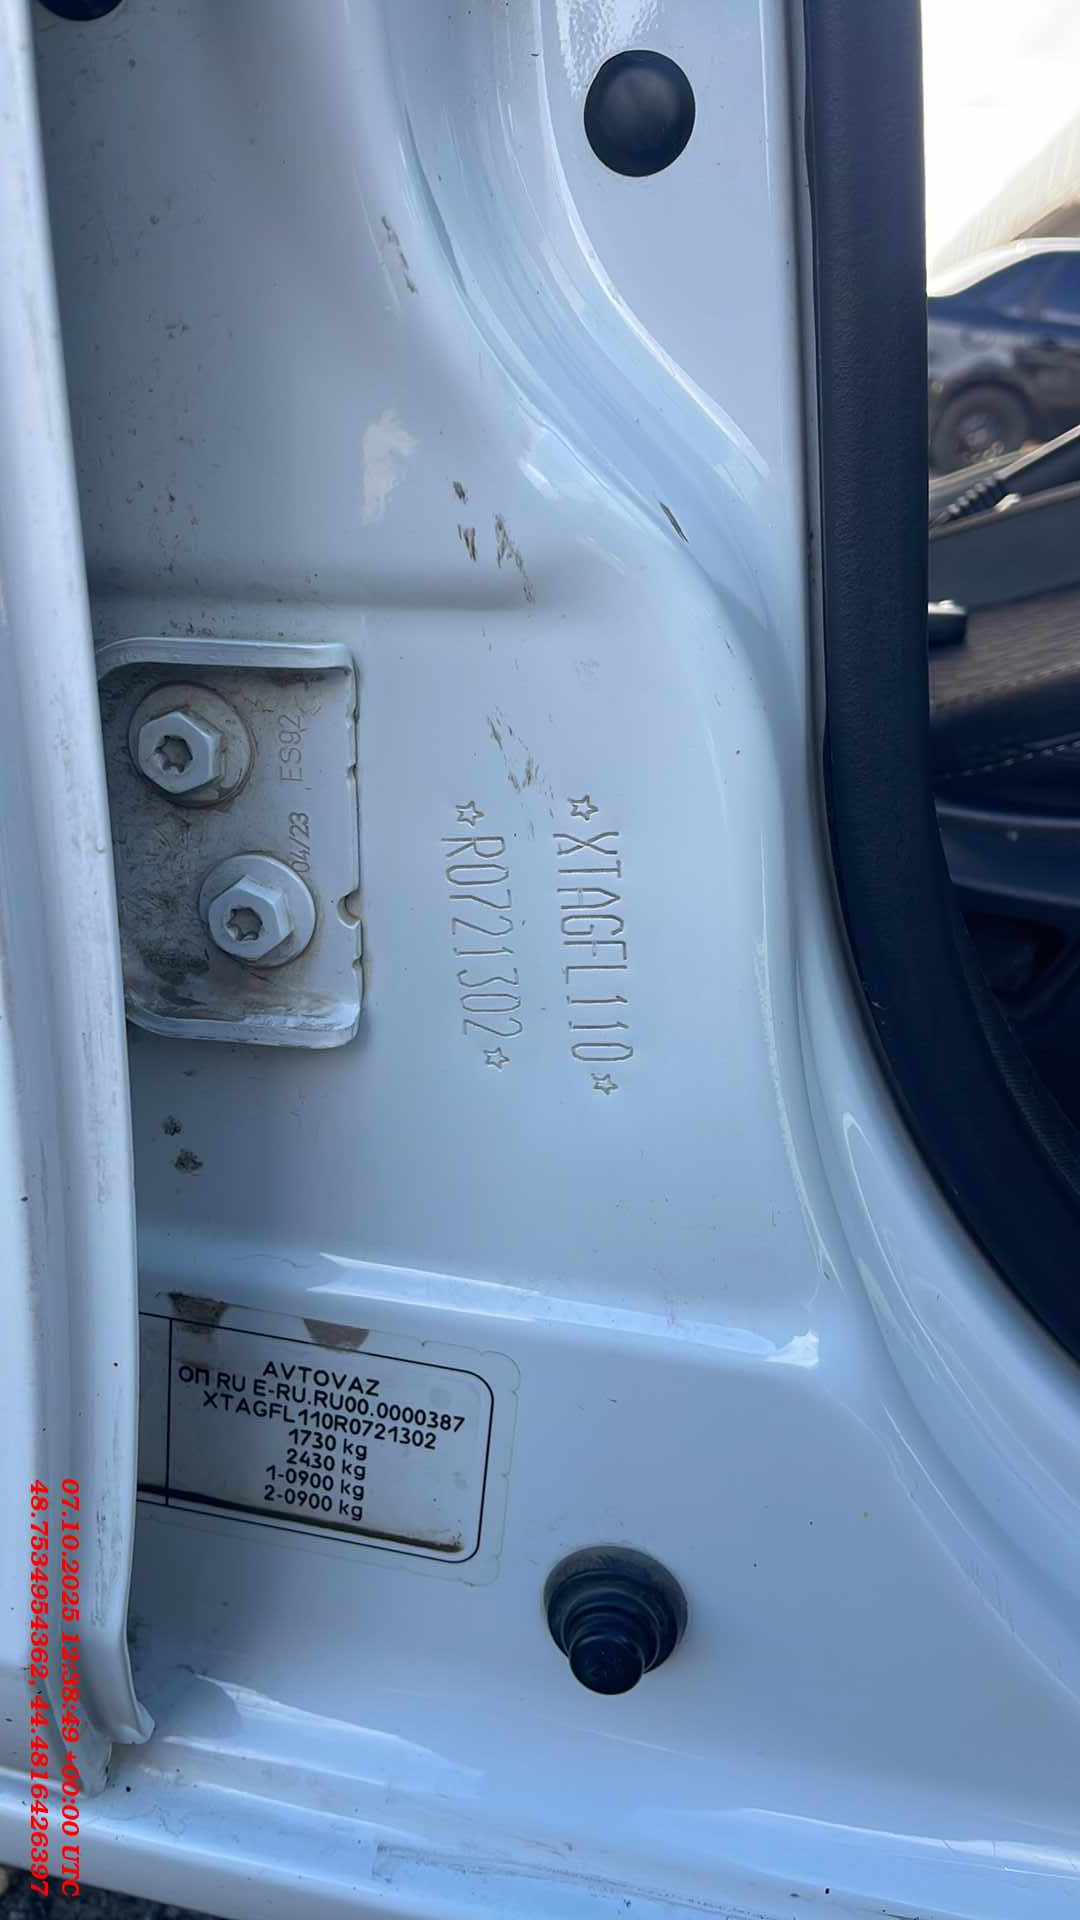 ES92
04/23
☆XTAGFL110☆
☆R0721302☆
AVTOVAZ
ОП RU E-RU.RU00.0000387
XTAGFL110R0721302
1730 kg
2430 kg
1-0900 kg
2-0900 kg
07.10.2025 12:38:49 +00:00 UTC
48.7534954362, 44.4816426397